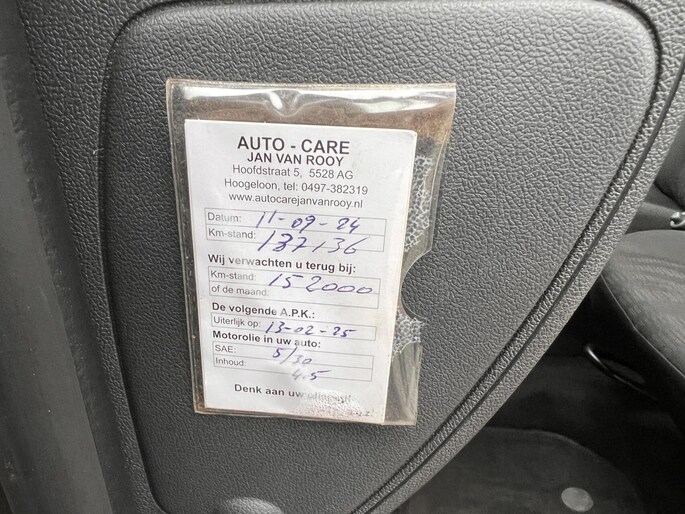 AUTO - CARE
JAN VAN ROOY
Hoofdstraat 5, 5528 AG
Hoogeloon, tel: 0497-382319
www.autocarejanvanrooy.nl
Datum: 11-09-24
Km-stand: 137136
Wij verwachten u terug bij:
Km-stand: 152000
of de maand:
De volgende A.P.K.:
Uiterlijk op: 13-02-25
Motorolie in uw auto:
SAE: 5/30
Inhoud: 4.5
Denk aan uw